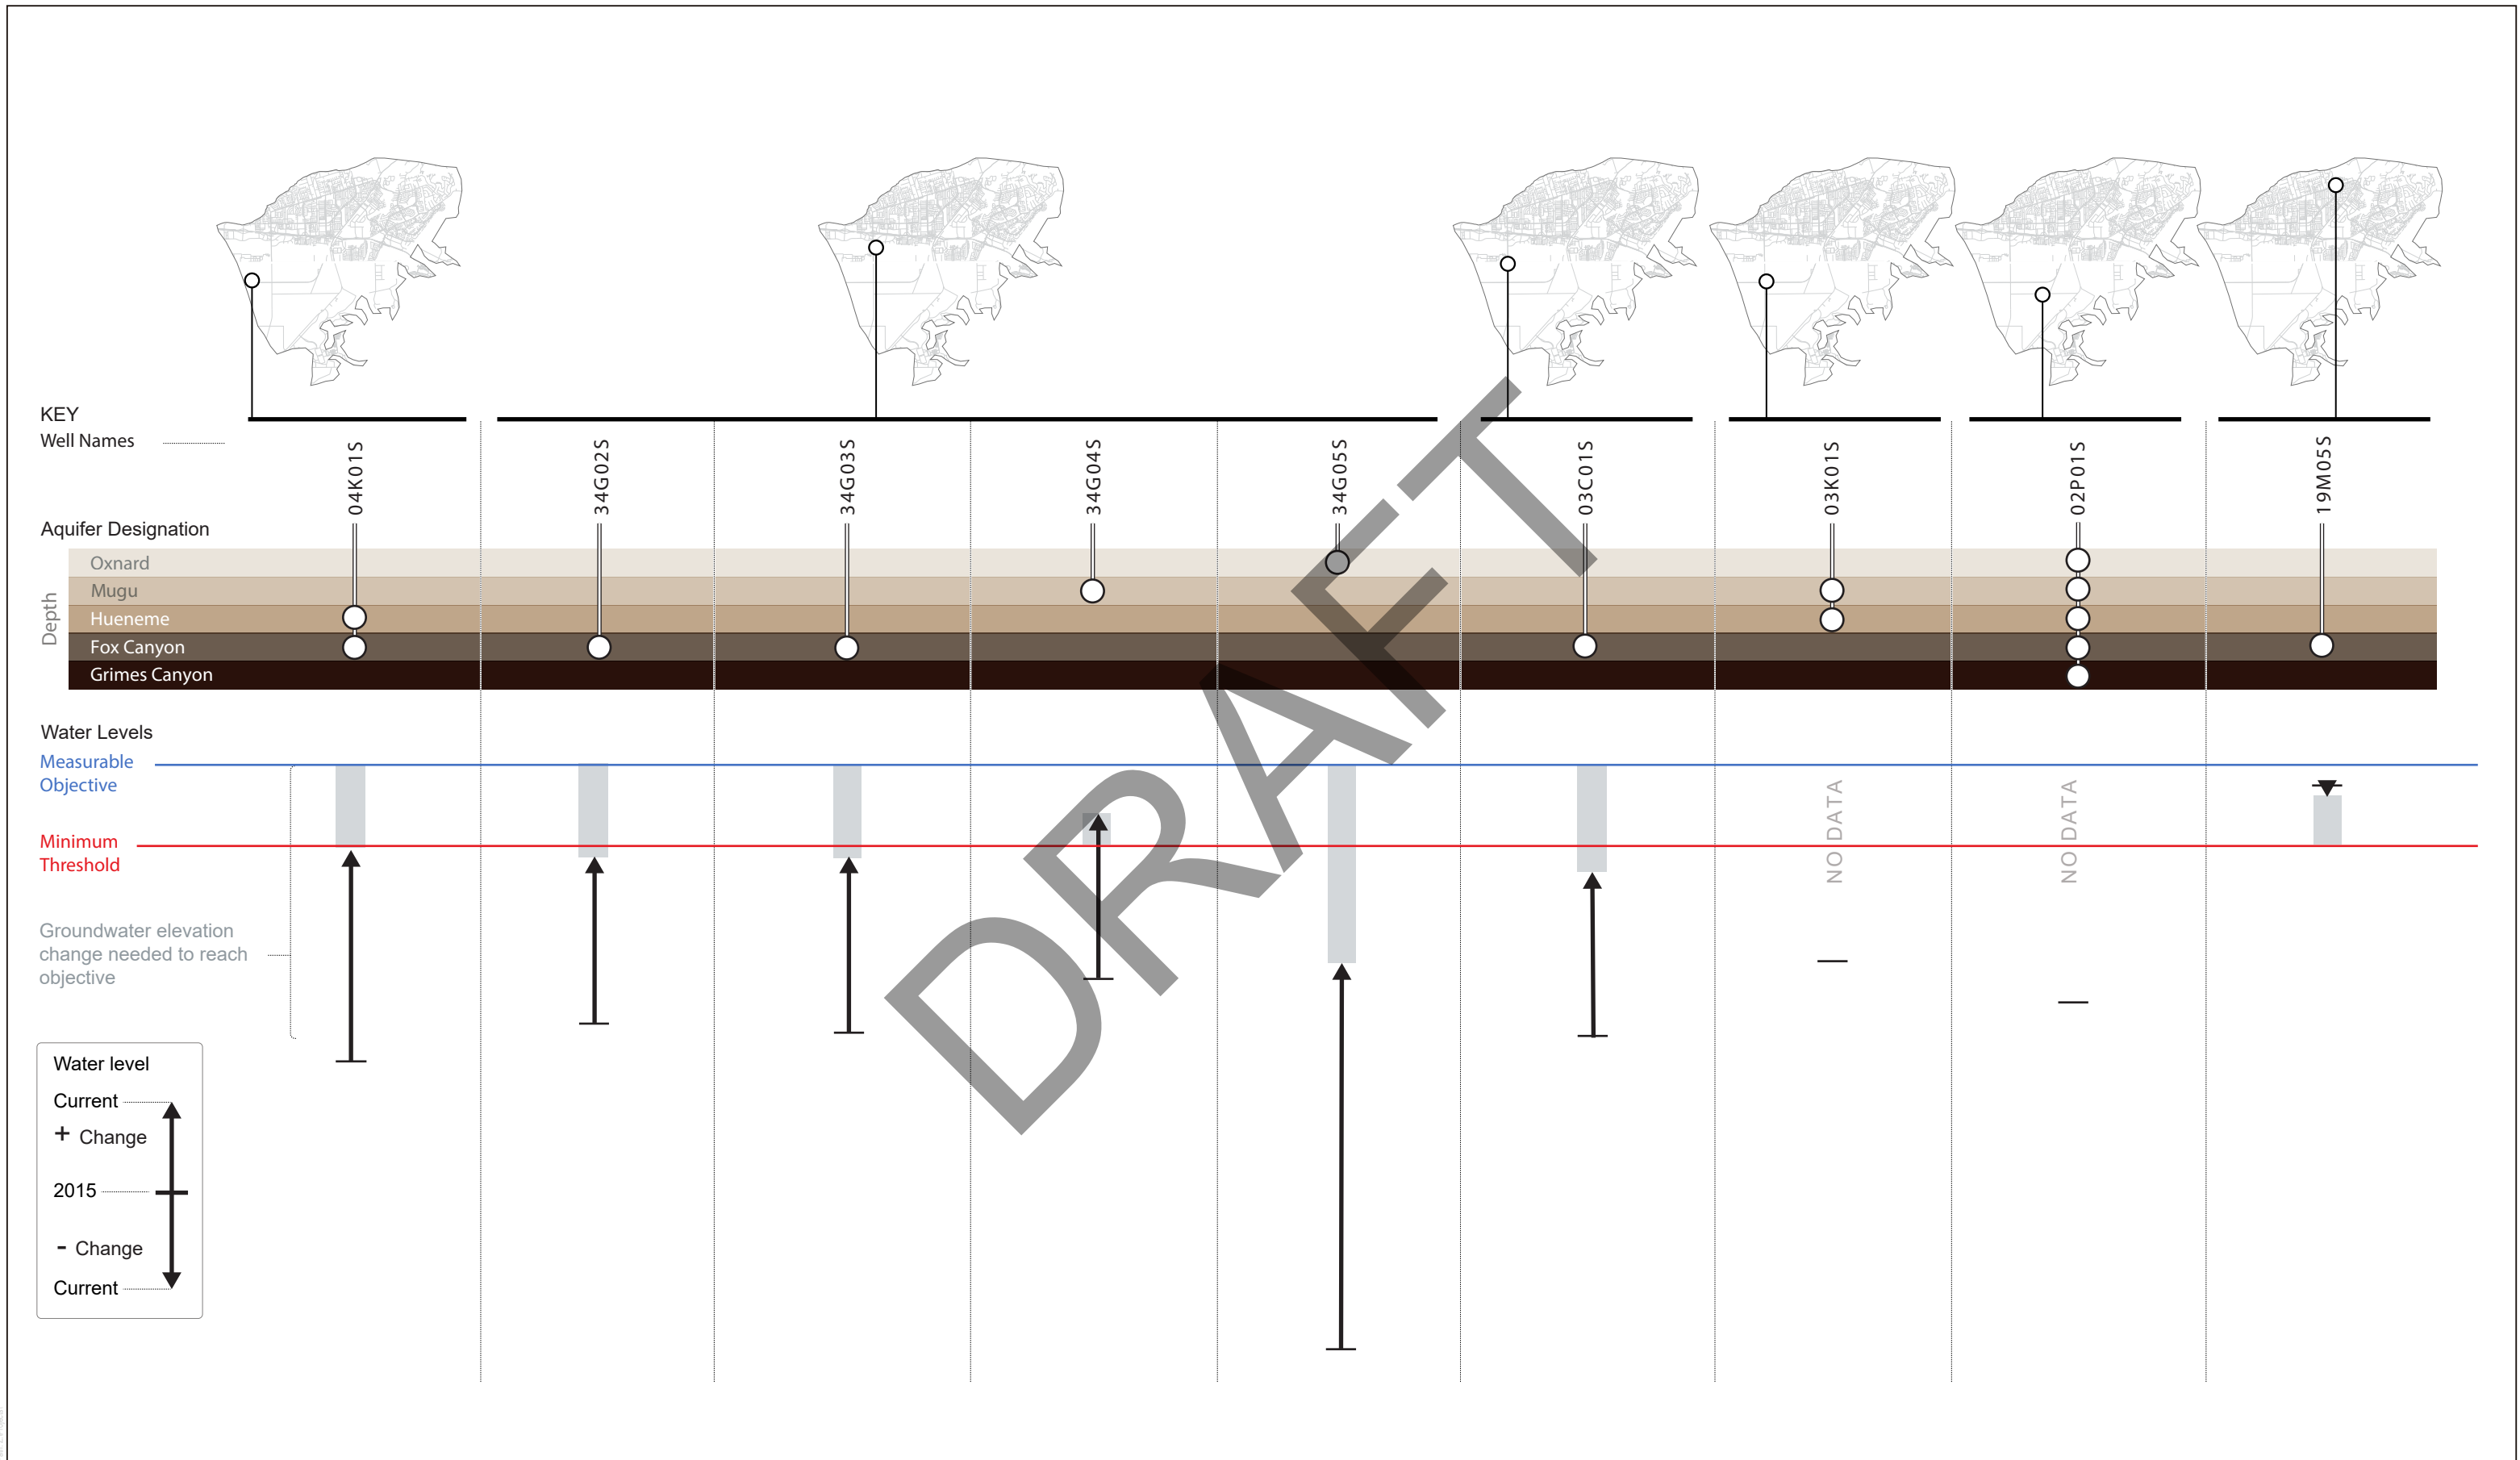 KEY
Well Names
04K01S
34G02S
34G03S
34G04S
34G05S
03C01S
03K01S
02P01S
19M05S
Aquifer Designation
Depth
Oxnard
Mugu
Hueneme
Fox Canyon
Grimes Canyon
Water Levels
Measurable
Objective
Minimum
Threshold
NO DATA
NO DATA
Groundwater elevation
change needed to reach
objective
Water level
Current
+ Change
2015
- Change
Current
DRAFT